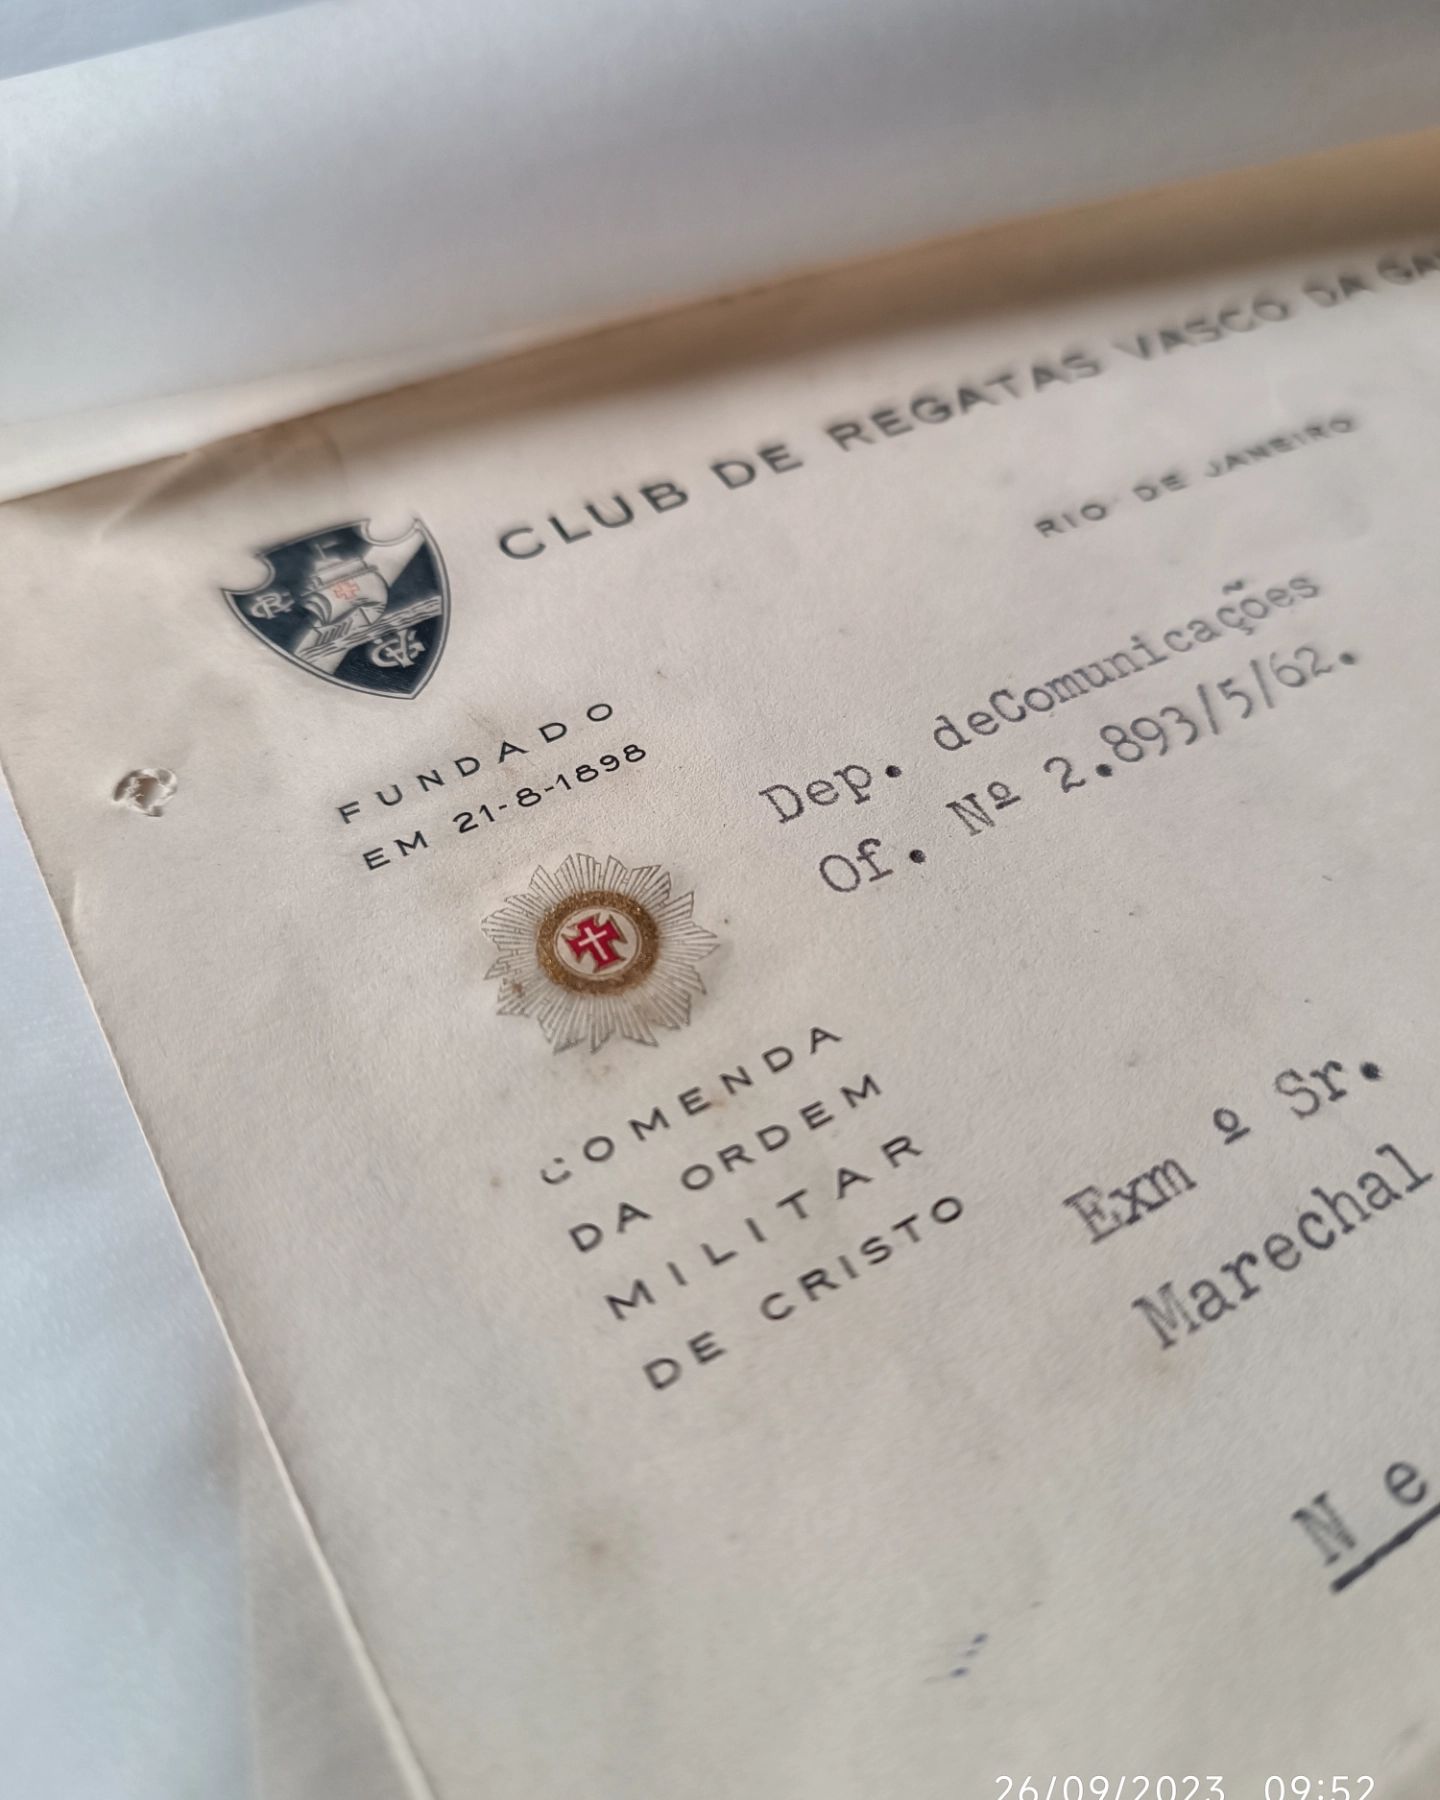 CLUB DE REGATAS VASCO DA
RIO DE JANEIRO
FUNDADO
EM 21-8-1898
Dep. deComunicações
Of. Nº 2.893/5/62.
COMENDA
DA ORDEM
MILITAR
DE CRISTO
Exm º Sr.
Marechal
N e
26/09/2023 09:52